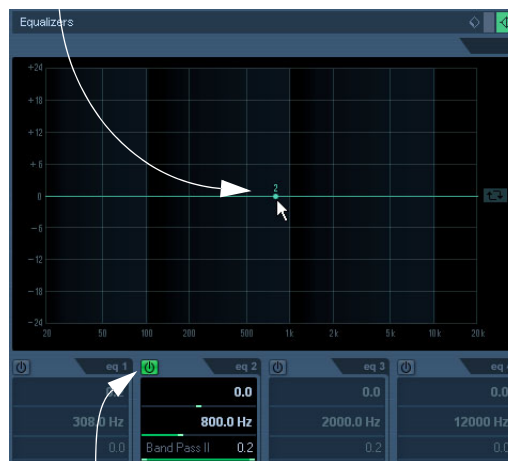 Equalizers
+24
+18
+12
+6
2
0
-6
-12
-18
-24
20 50 100 200 500 1k 2k 5k 10k 20k
eq 1 eq 2 eq 3 eq
0.0 0.0 0.0
308.0 Hz 800.0 Hz 2000.0 Hz 12000 Hz
0.0 Band Pass II 0.2 0.2 0.0